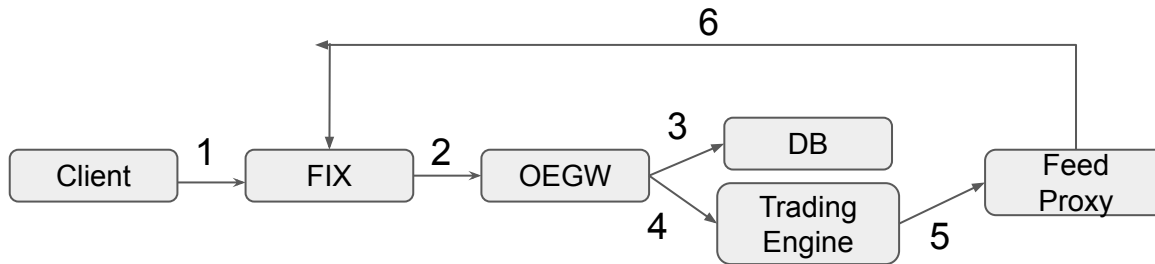 6
1
2
3
DB
Client
FIX
OEGW
Feed
Proxy
4
Trading
Engine
5